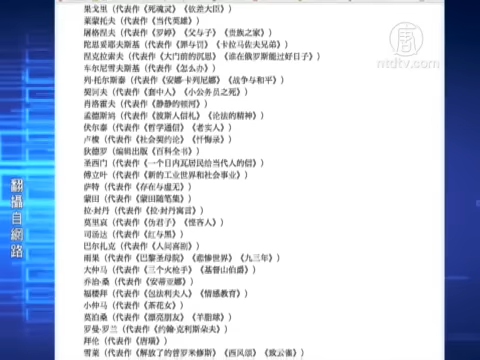 果戈里（代表作《死魂灵》《钦差大臣》）
莱蒙托夫（代表作《当代英雄》）
屠格涅夫（代表作《罗婷》《父与子》《贵族之家》）
陀思妥耶夫斯基（代表作《罪与罚》《卡拉马佐夫兄弟》）
涅克拉索夫（代表作《大门前的沉思》《谁在俄罗斯能过好日子》）
车尔尼雪夫斯基（代表作《怎么办》）
列·托尔斯泰（代表作《安娜·卡列尼娜》《战争与和平》）
契诃夫（代表作《套中人》《小公务员之死》）
肖洛霍夫（代表作《静静的顿河》）
孟德斯鸠（代表作《波斯人信札》《论法的精神》）
伏尔泰（代表作《哲学通信》《老实人》）
卢梭（代表作《社会契约论》《忏悔录》）
狄德罗（编辑出版《百科全书》）
圣西门（代表作《一个日内瓦居民给当代人的信》）
傅立叶（代表作《新的工业世界和社会事业》）
萨特（代表作《存在与虚无》）
蒙田（代表作《蒙田随笔集》）
拉·封丹（代表作《拉·封丹寓言》）
莫里哀（代表作《伪君子》《悭吝人》）
司汤达（代表作《红与黑》）
巴尔扎克（代表作《人间喜剧》）
雨果（代表作《巴黎圣母院》《悲惨世界》《九三年》）
大仲马（代表作《三个火枪手》《基督山伯爵》）
乔治·桑（代表作《安蒂亚娜》）
福楼拜（代表作《包法利夫人》《情感教育》）
小仲马（代表作《茶花女》）
莫泊桑（代表作《漂亮朋友》《羊脂球》）
罗曼·罗兰（代表作《约翰·克利斯朵夫》）
拜伦（代表作《唐璜》）
雪莱（代表作《解放了的普罗米修斯》《西风颂》《致云雀》）
翻攝自網路
唐
ntdtv.com